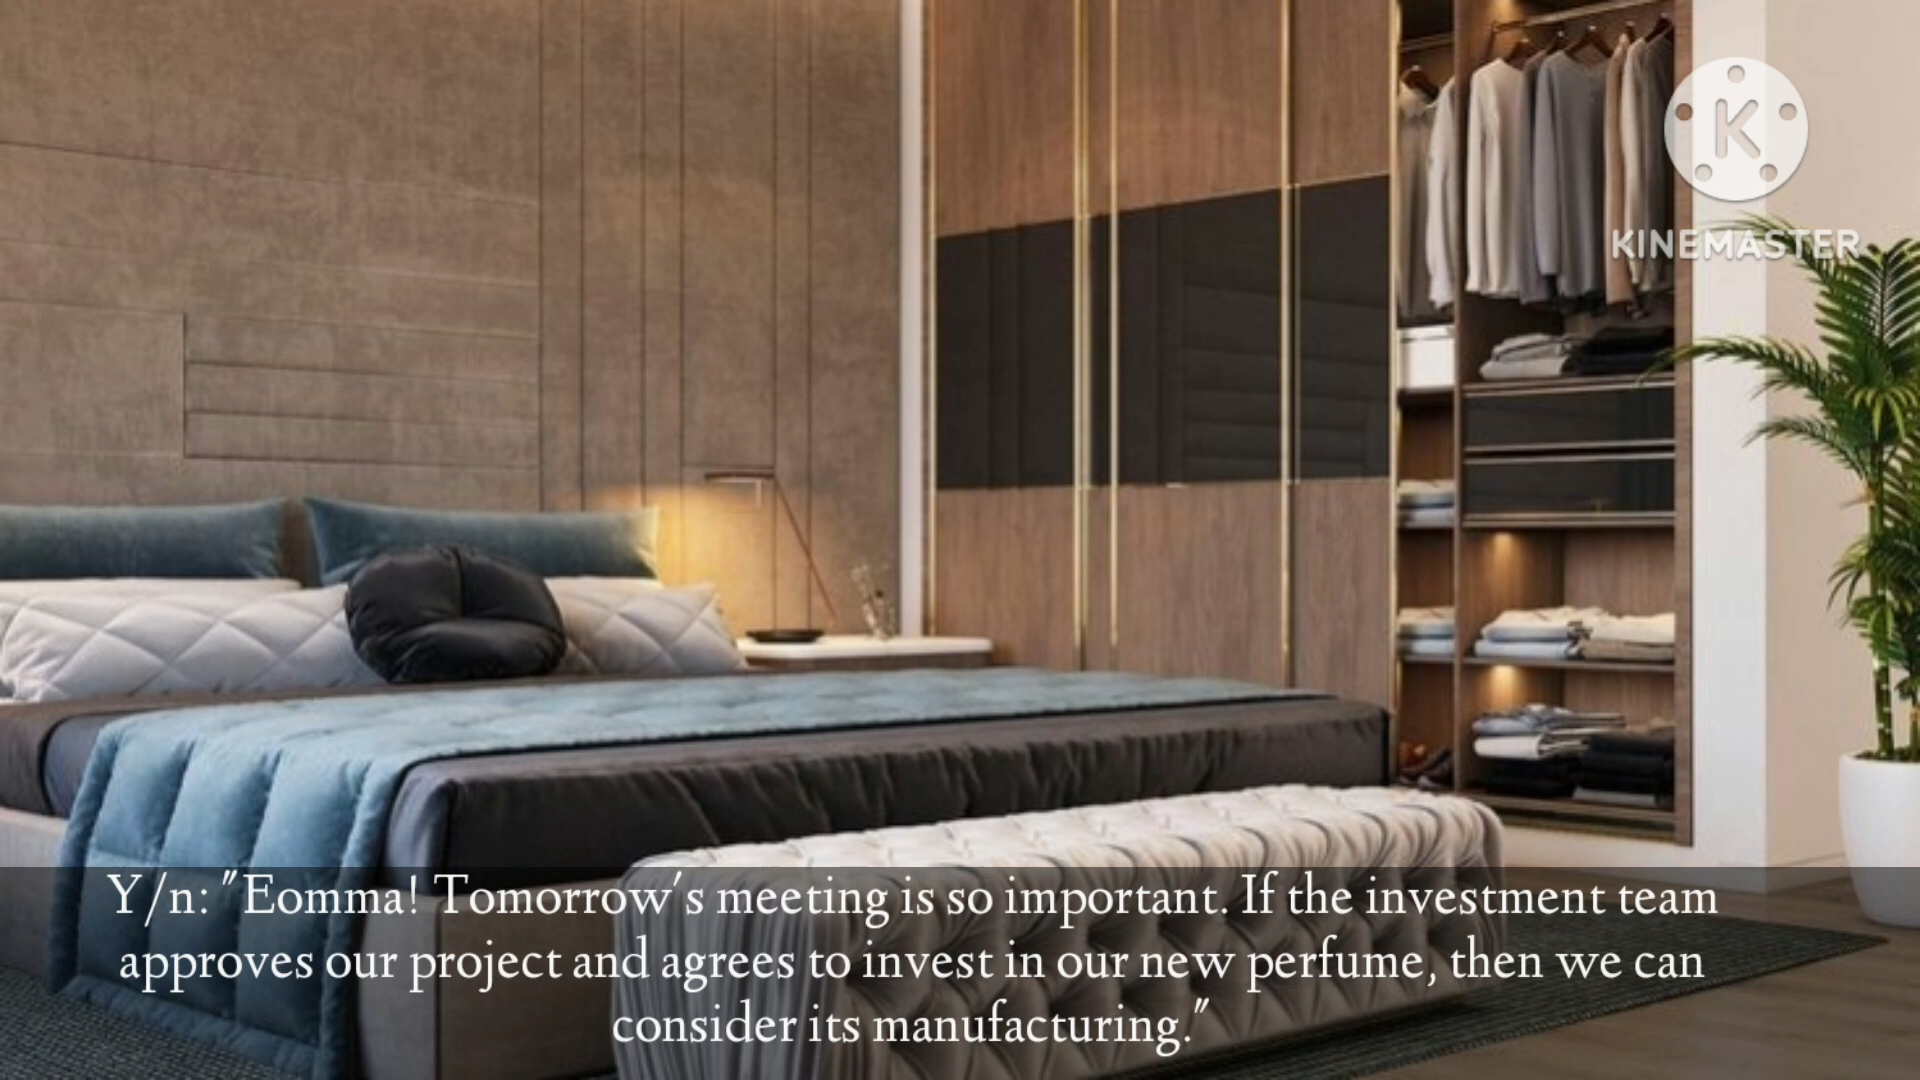 K
KINEMASTER
Y/n: "Eomma! Tomorrow's meeting is so important. If the investment team
approves our project and agrees to invest in our new perfume, then we can
consider its manufacturing."